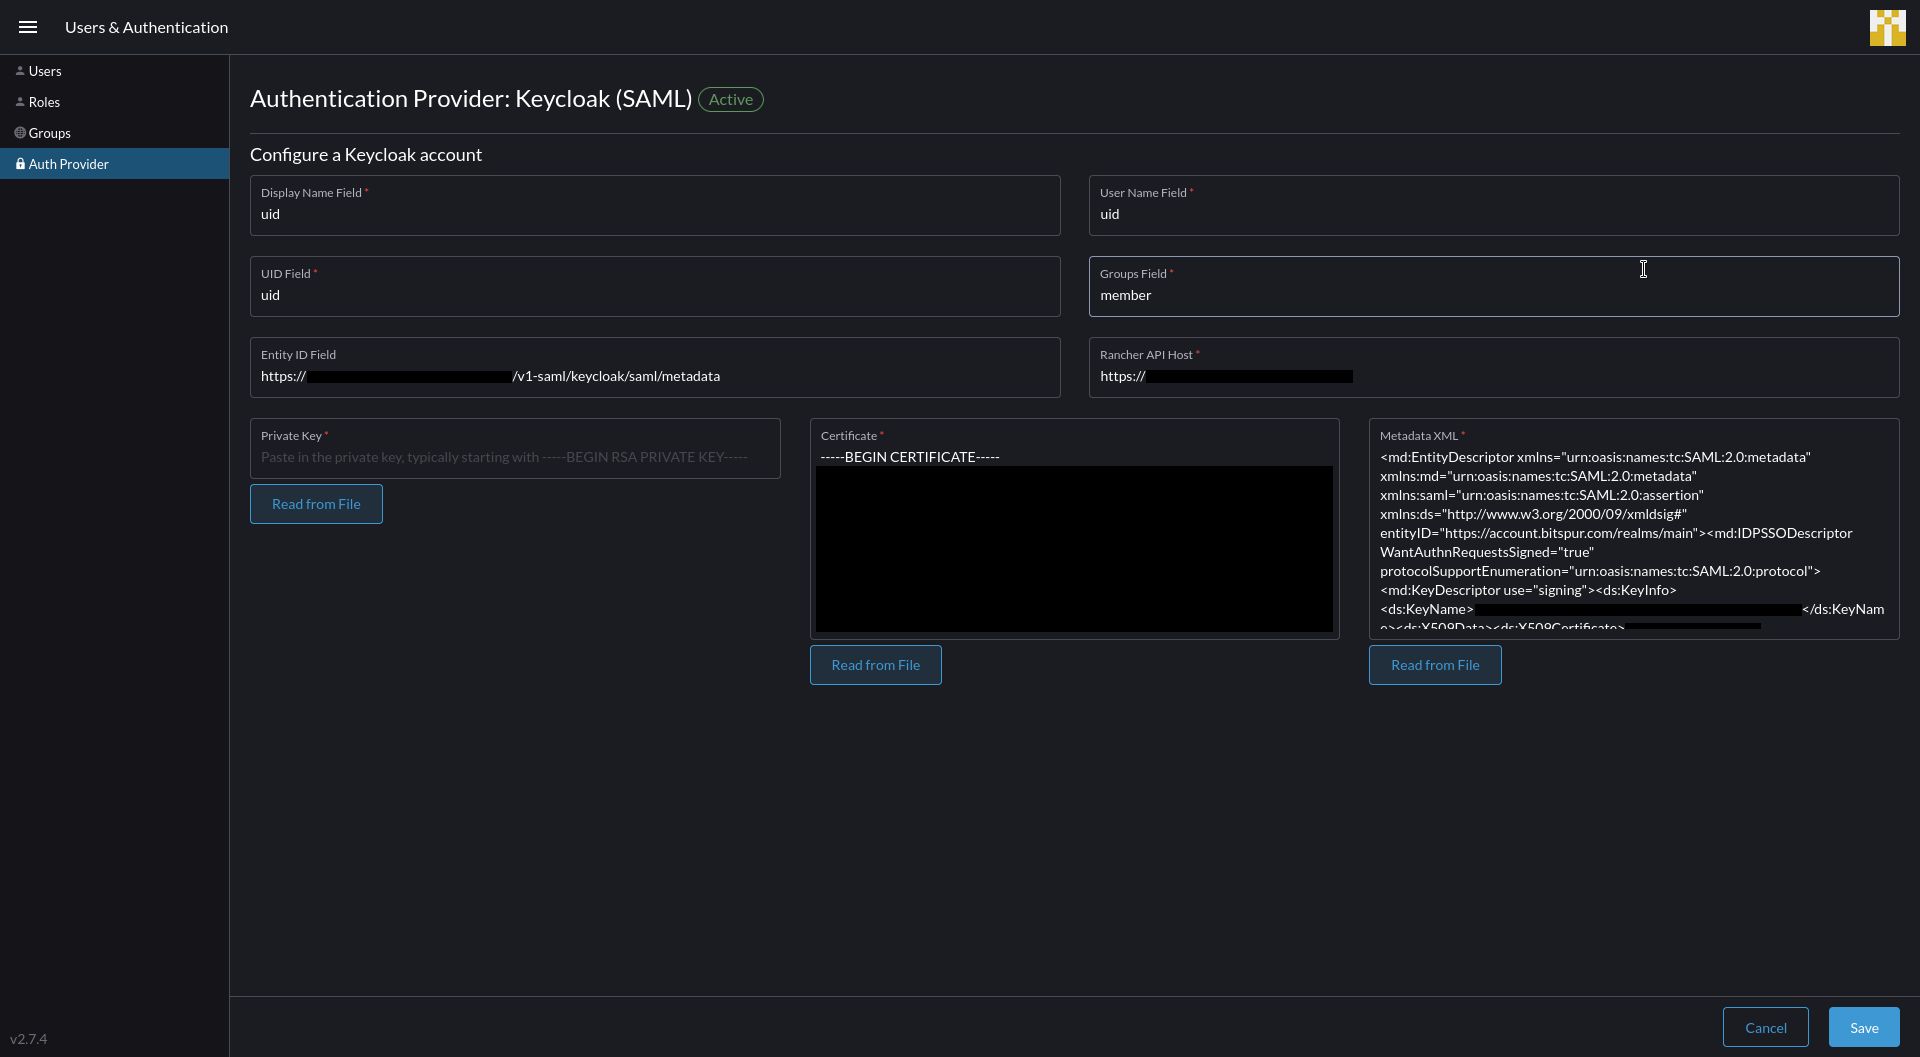 Users & Authentication
Users
Roles
Groups
Auth Provider
Authentication Provider: Keycloak (SAML) Active
Configure a Keycloak account
Display Name Field *
uid
User Name Field *
uid
UID Field *
uid
Groups Field *
member
Entity ID Field
https:// /v1-saml/keycloak/saml/metadata
Rancher API Host *
https://
Private Key *
Paste in the private key, typically starting with -----BEGIN RSA PRIVATE KEY-----
Read from File
Certificate *
-----BEGIN CERTIFICATE-----
Read from File
Metadata XML *
<md:EntityDescriptor xmlns="urn:oasis:names:tc:SAML:2.0:metadata"
xmlns:md="urn:oasis:names:tc:SAML:2.0:metadata"
xmlns:saml="urn:oasis:names:tc:SAML:2.0:assertion"
xmlns:ds="http://www.w3.org/2000/09/xmldsig#"
entityID="https://account.bitspur.com/realms/main"><md:IDPSSODescriptor
WantAuthnRequestsSigned="true"
protocolSupportEnumeration="urn:oasis:names:tc:SAML:2.0:protocol">
<md:KeyDescriptor use="signing"><ds:KeyInfo>
<ds:KeyName> </ds:KeyNam
e><ds:X509Data><ds:X509Certificate>
Read from File
Cancel
Save
v2.7.4